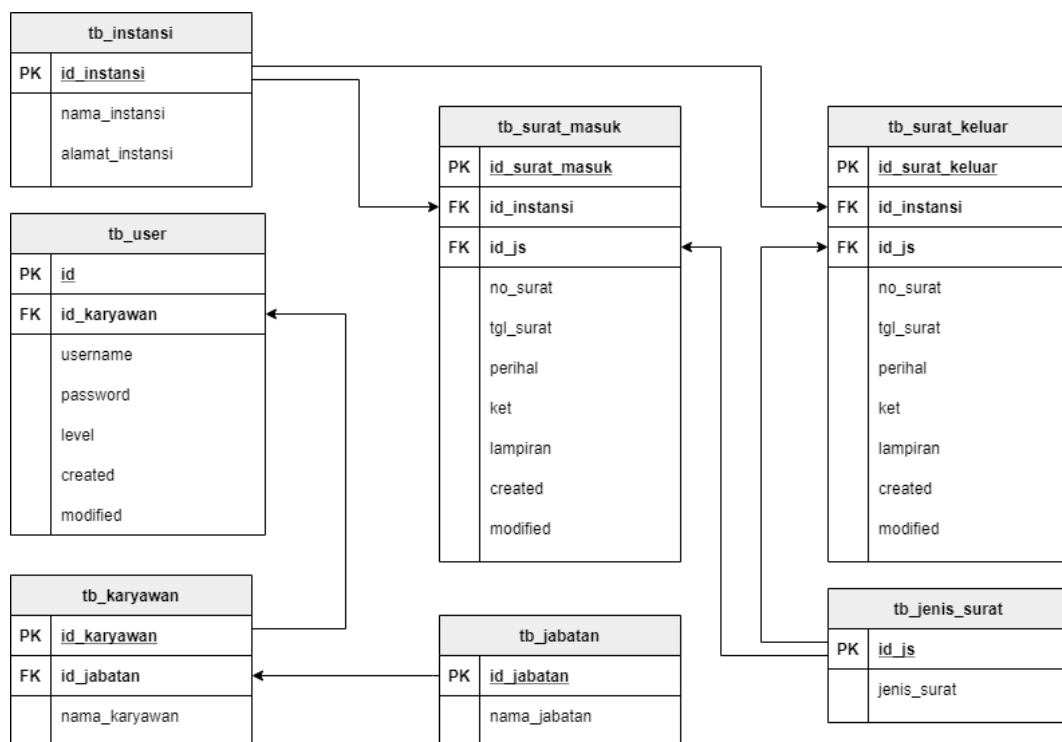 tb_instansi
PK id_instansi
nama_instansi
alamat_instansi
tb_user
PK id
FK id_karyawan
username
password
level
created
modified
tb_karyawan
PK id_karyawan
FK id_jabatan
nama_karyawan
tb_surat_masuk
PK id_surat_masuk
FK id_instansi
FK id_js
no_surat
tgl_surat
perihal
ket
lampiran
created
modified
tb_jabatan
PK id_jabatan
nama_jabatan
tb_surat_keluar
PK id_surat_keluar
FK id_instansi
FK id_js
no_surat
tgl_surat
perihal
ket
lampiran
created
modified
tb_jenis_surat
PK id_js
jenis_surat